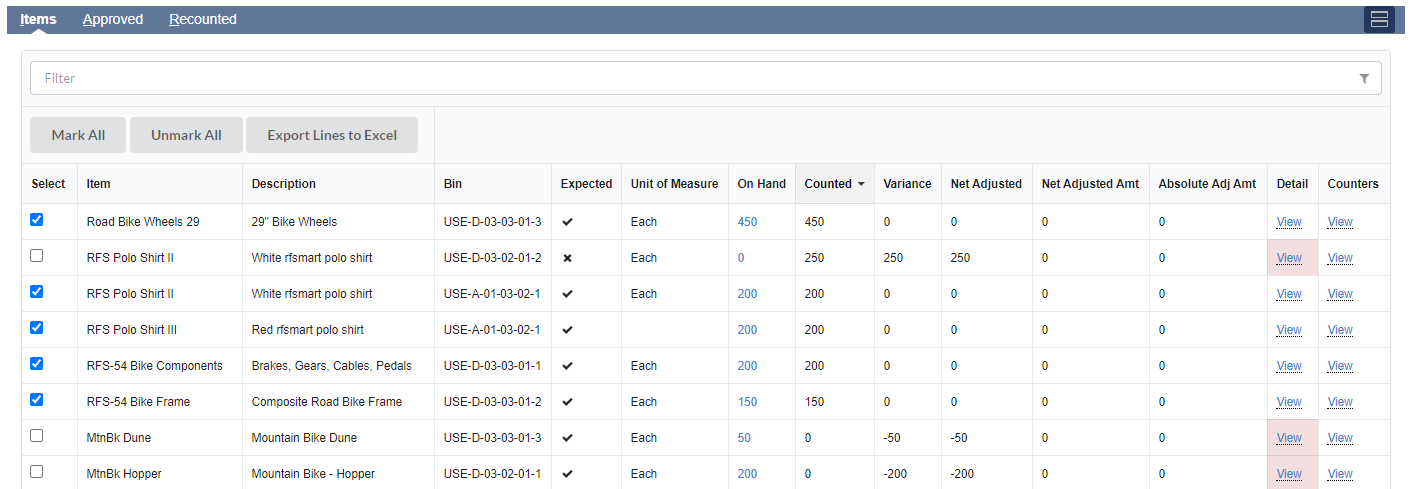 Items Approved Recounted
Filter
Mark All Unmark All Export Lines to Excel
Select Item Description Bin Expected Unit of Measure On Hand Counted Variance Net Adjusted Net Adjusted Amt Absolute Adj Amt Detail Counters
Road Bike Wheels 29 29" Bike Wheels USE-D-03-03-01-3 Each 450 450 0 0 0 0 View View
RFS Polo Shirt II White rfsmart polo shirt USE-D-03-02-01-2 Each 0 250 250 250 0 0 View View
RFS Polo Shirt II White rfsmart polo shirt USE-A-01-03-02-1 Each 200 200 0 0 0 0 View View
RFS Polo Shirt III Red rfsmart polo shirt USE-A-01-03-02-1 200 200 0 0 0 0 View View
RFS-54 Bike Components Brakes, Gears, Cables, Pedals USE-D-03-03-01-1 Each 200 200 0 0 0 0 View View
RFS-54 Bike Frame Composite Road Bike Frame USE-D-03-03-01-2 Each 150 150 0 0 0 0 View View
MtnBk Dune Mountain Bike Dune USE-D-03-03-01-3 Each 50 0 -50 -50 0 0 View View
MtnBk Hopper Mountain Bike - Hopper USE-D-03-02-01-1 Each 200 0 -200 -200 0 0 View View